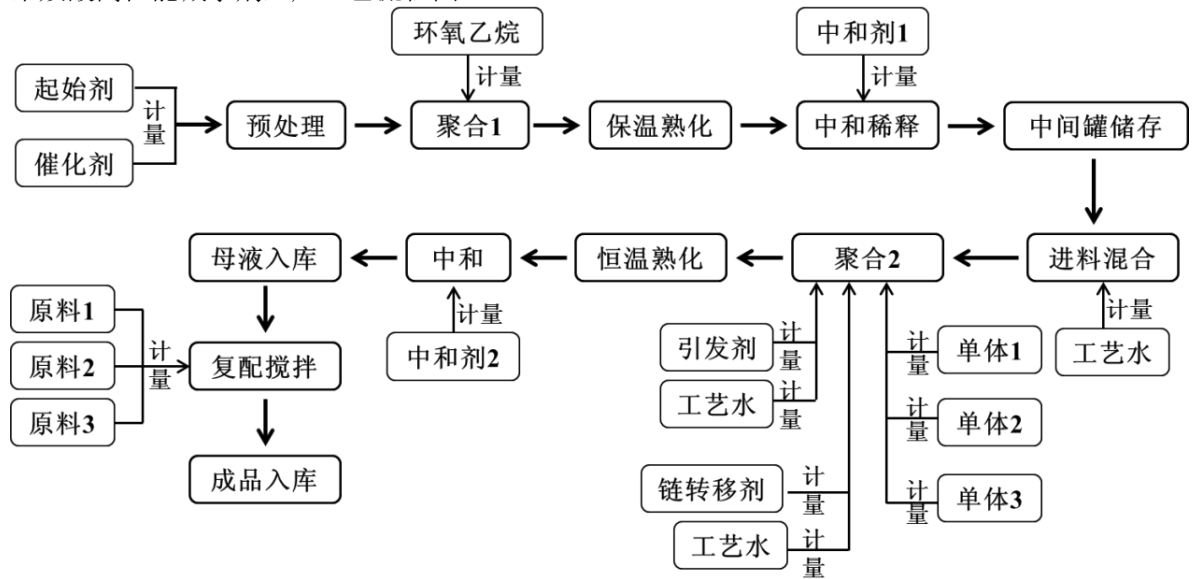 环氧乙烷
中和剂1
计量
计量
起始剂
计量
催化剂
预处理
聚合1
保温熟化
中和稀释
中间罐储存
母液入库
中和
恒温熟化
聚合2
进料混合
计量
计量
原料1
原料2
原料3
计量
复配搅拌
中和剂2
引发剂
计量
工艺水
计量
计量
单体1
工艺水
计量
单体2
成品入库
链转移剂
计量
计量
单体3
工艺水
计量